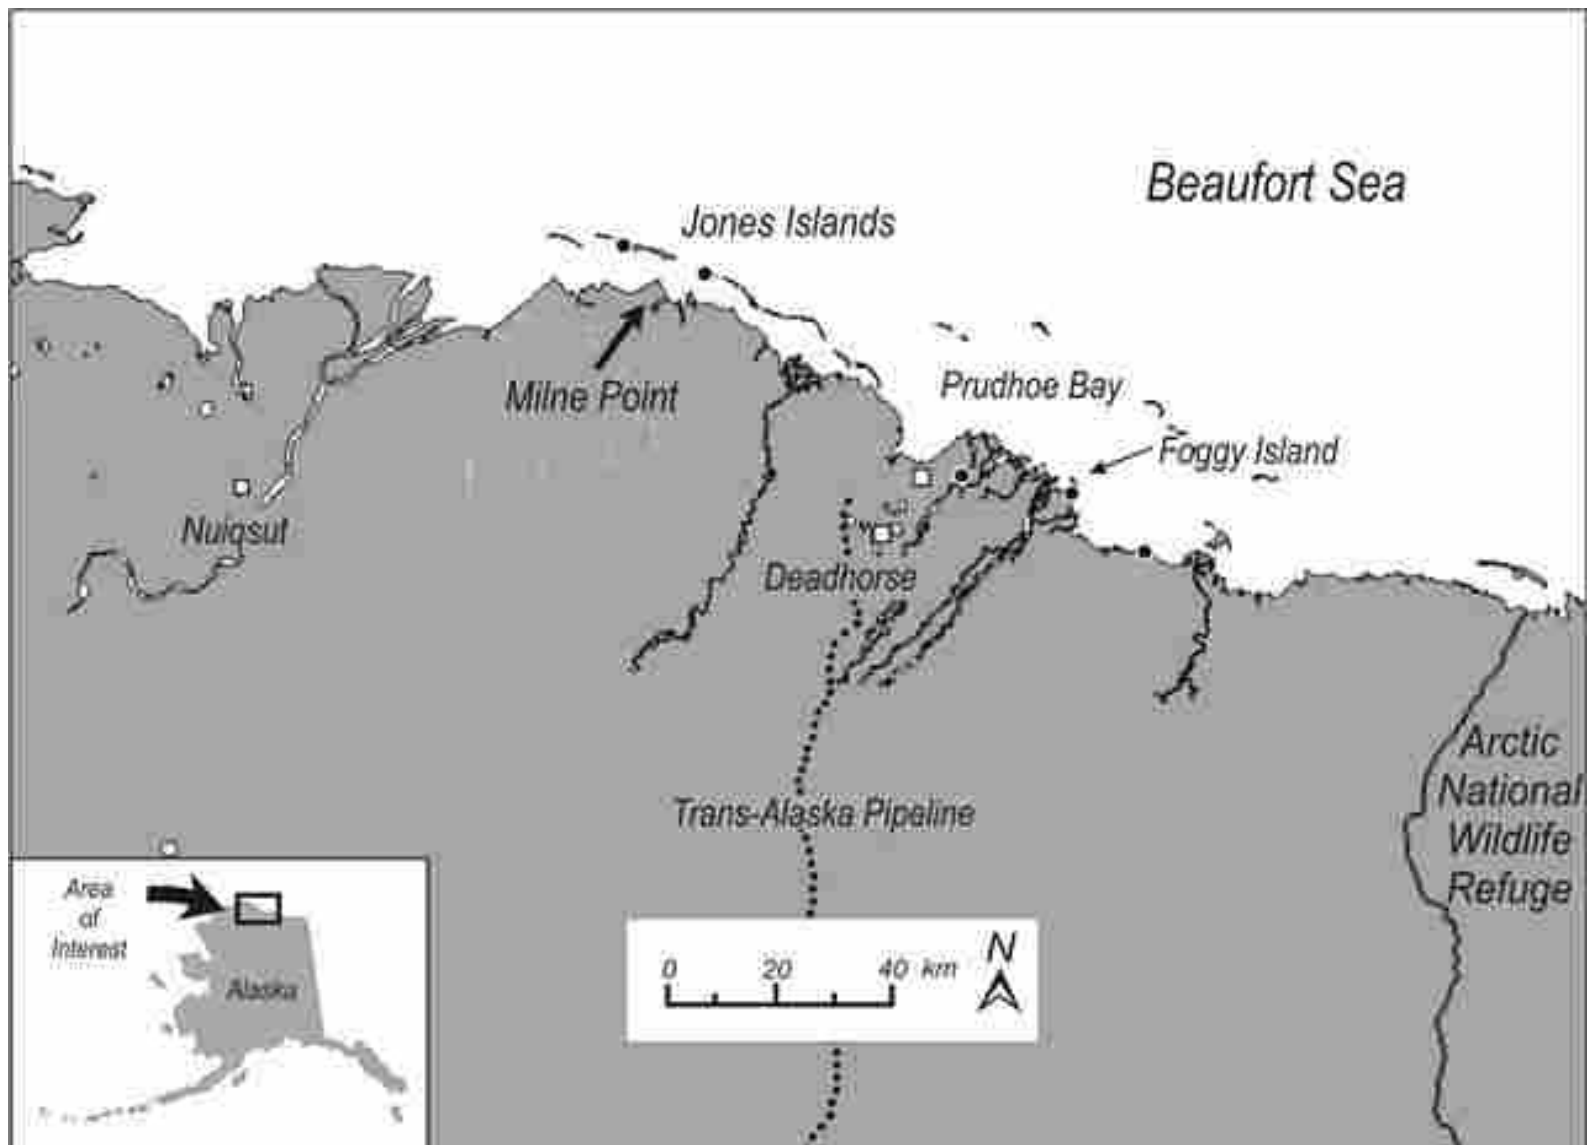 Beaufort Sea
Jones Islands
Milne Point
Prudhoe Bay
Foggy Island
Nuiqsut
Deadhorse
Trans-Alaska Pipeline
Arctic
National
Wildlife
Refuge
Area
of
Interest
Alaska
0 20 40 km
N